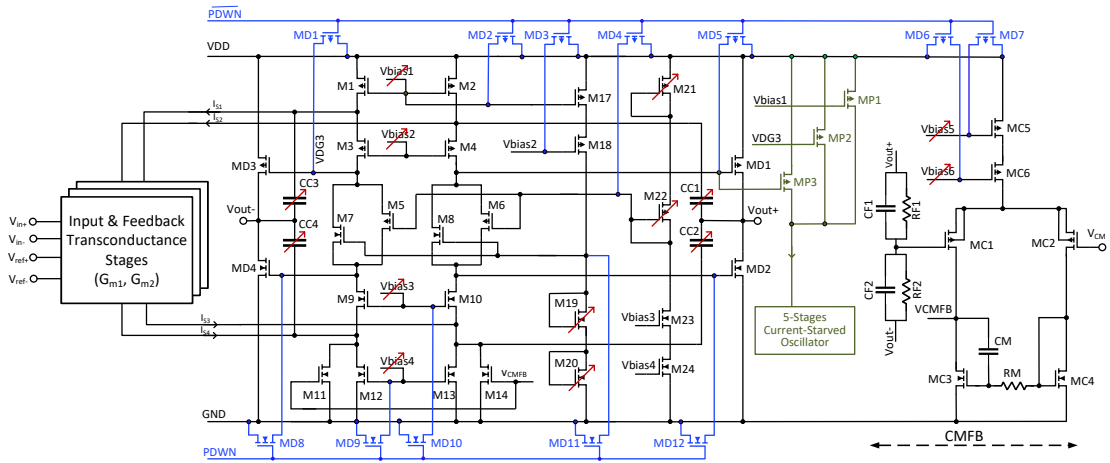 PDWN
MD1
MD2
MD3
MD4
MD5
MD6
MD7
VDD
M1
Vbias1
M2
M17
M21
Vbias1
MP1
Vbias5
MC5
IS1
IS2
M3
Vbias2
M4
Vbias2
M18
VDG3
MP2
MD3
VDG3
MD1
MP3
Vbias6
MC6
Vout+
CC3
M7
M5
M8
M6
M22
CC1
CF1
RF1
MC1
MC2
VCM
Vin+
Vin-
Vref+
Vref-
Input & Feedback
Transconductance
Stages
(Gm1, Gm2)
Vout-
Vout+
CC4
CC2
MD4
MD2
CF2
RF2
M9
Vbias3
M10
M19
Vbias3
M23
5-Stages
Current-Starved
Oscillator
Vout-
VCMFB
IS3
IS4
Vbias4
M20
Vbias4
M24
CM
RM
M11
M12
M13
M14
VCMFB
MC3
MC4
GND
MD8
MD9
MD10
MD11
MD12
CMFB
PDWN